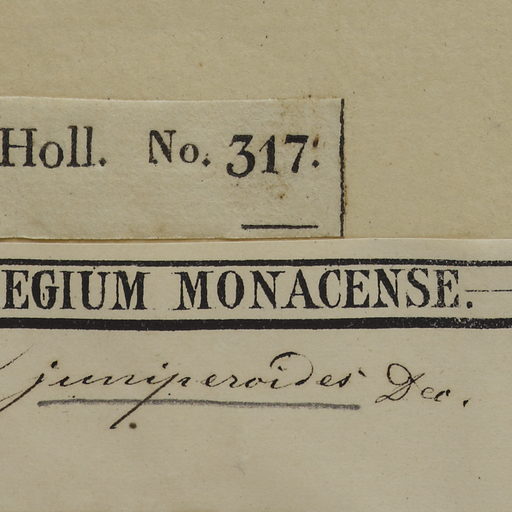 Holl. No. 317.
EGIUM MONACENSE.
juniperoides Dec.